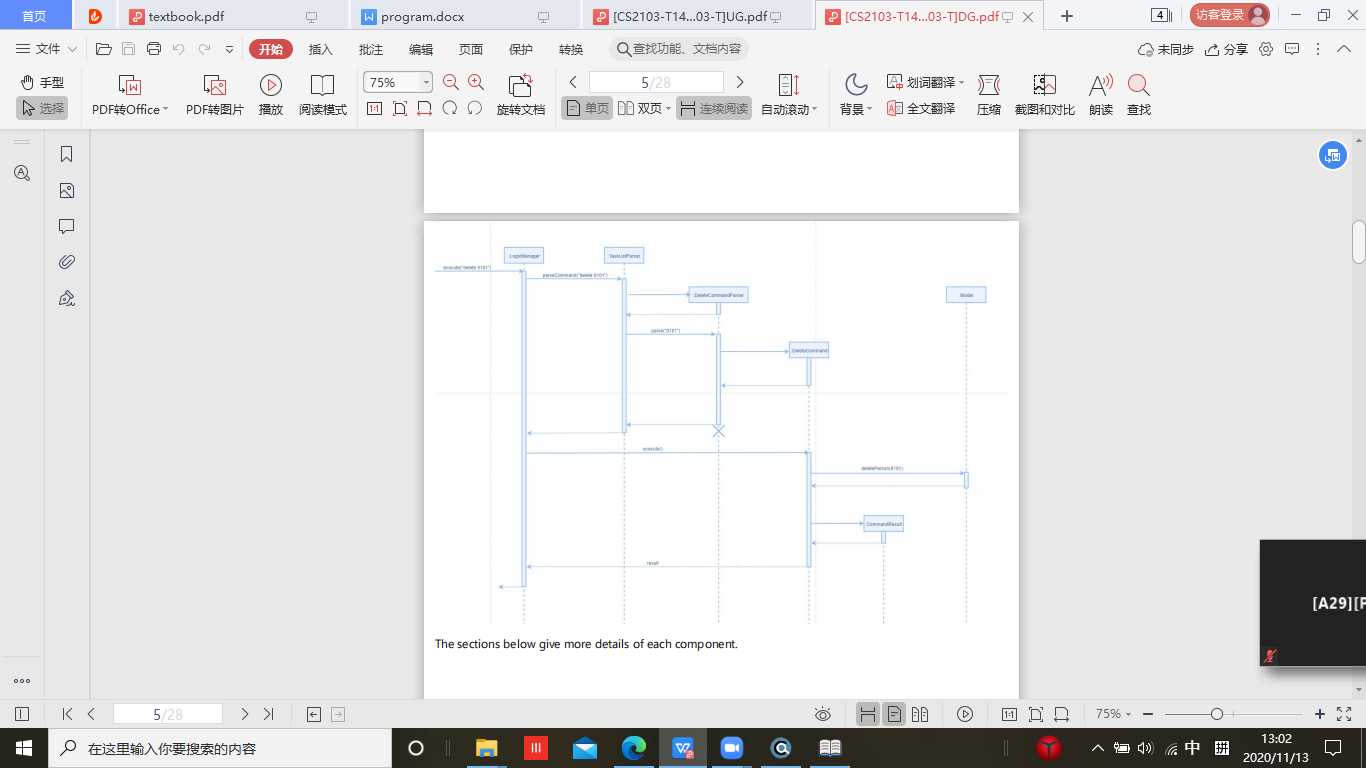 首页
textbook.pdf
program.docx
[CS2103-T14...03-T]UG.pdf
[CS2103-T14...03-T]DG.pdf
4
访客登录
文件
开始
插入
批注
编辑
页面
保护
转换
查找功能、文档内容
未同步
分享
手型
选择
PDF转Office
PDF转图片
播放
阅读模式
75%
1:1
旋转文档
5/28
单页
双页
连续阅读
自动滚动
背景
划词翻译
全文翻译
压缩
截图和对比
朗读
查找
:LogicManager
:TaskListParser
execute("delete 0101")
parseCommand("delete 0101")
:DeleteCommandParser
:Model
parse("0101")
:DeleteCommand
execute()
deletePerson(0101)
:CommandResult
result
The sections below give more details of each component.
[A29][P
5/28
1:1
75%
在这里输入你要搜索的内容
中
拼
13:02
2020/11/13